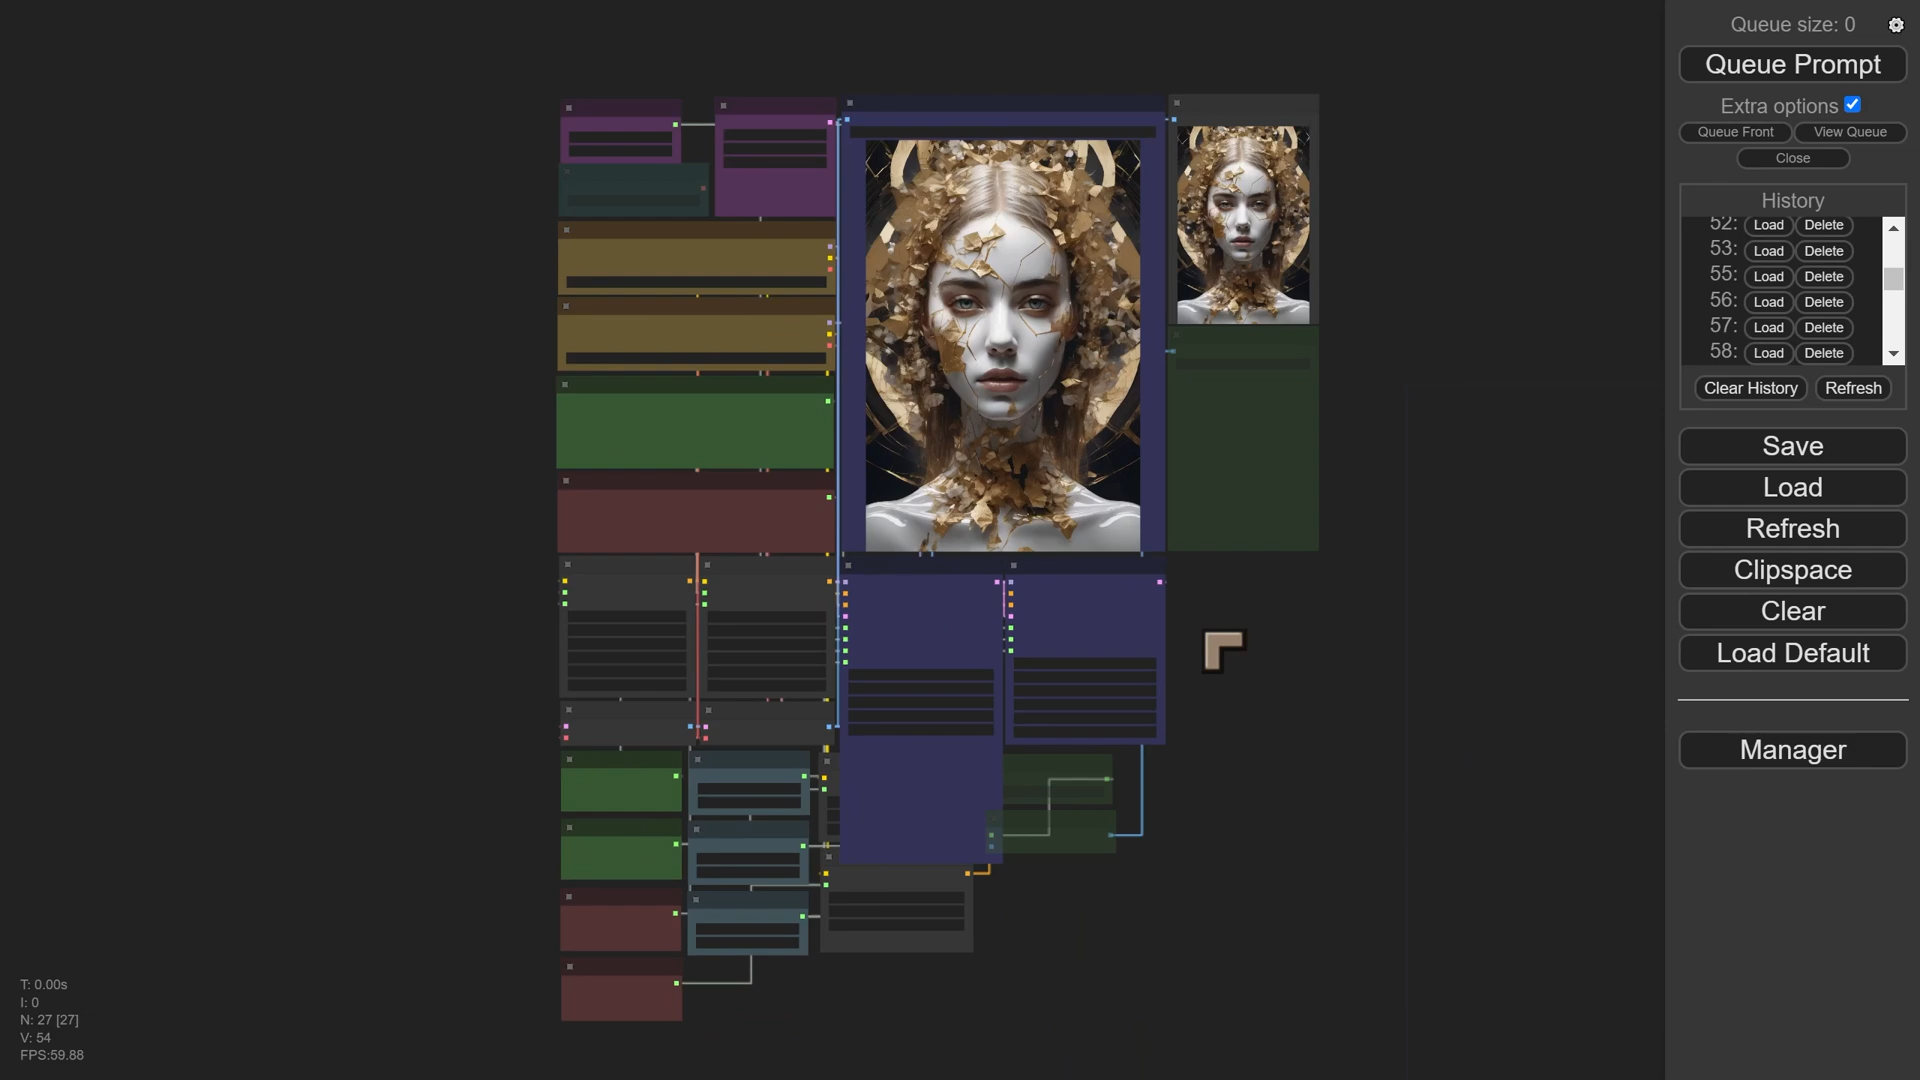 Queue size: 0
Queue Prompt
Extra options
Queue Front View Queue
Close
History
52: Load Delete
53: Load Delete
55: Load Delete
56: Load Delete
57: Load Delete
58: Load Delete
Clear History Refresh
Save
Load
Refresh
Clipspace
Clear
Load Default
Manager
T: 0.00s
I: 0
N: 27 [27]
V: 54
FPS:59.88